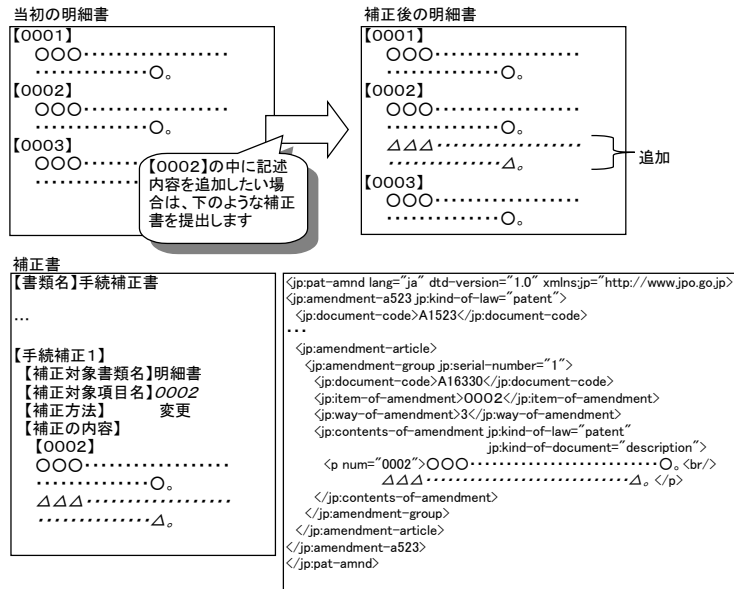 当初の明細書
【0001】
○○○‥‥‥‥‥‥‥‥‥
‥‥‥‥‥‥‥○。
【0002】
○○○‥‥‥‥‥‥‥‥‥
‥‥‥‥‥‥‥○。
【0003】
○○○‥‥‥‥
‥‥‥‥‥‥
【0002】の中に記述
内容を追加したい場
合は、下のような補正
書を提出します
補正後の明細書
【0001】
○○○‥‥‥‥‥‥‥‥‥
‥‥‥‥‥‥‥○。
【0002】
○○○‥‥‥‥‥‥‥‥‥
‥‥‥‥‥‥‥○。
△△△‥‥‥‥‥‥‥‥‥
‥‥‥‥‥‥‥△。
追加
【0003】
○○○‥‥‥‥‥‥‥‥‥
‥‥‥‥‥‥‥○。
補正書
【書類名】手続補正書
…
【手続補正1】
【補正対象書類名】明細書
【補正対象項目名】0002
【補正方法】 変更
【補正の内容】
【0002】
○○○‥‥‥‥‥‥‥‥‥
‥‥‥‥‥‥‥○。
△△△‥‥‥‥‥‥‥‥‥
‥‥‥‥‥‥‥△。
<jp:pat-amnd lang="ja" dtd-version="1.0" xmlns:jp="http://www.jpo.go.jp>
<jp:amendment-a523 jp:kind-of-law="patent">
<jp:document-code>A1523</jp:document-code>
・・・
<jp:amendment-article>
<jp:amendment-group jp:serial-number="1">
<jp:document-code>A16330</jp:document-code>
<jp:item-of-amendment>0002</jp:item-of-amendment>
<jp:way-of-amendment>3</jp:way-of-amendment>
<jp:contents-of-amendment jp:kind-of-law="patent"
jp:kind-of-document="description">
<p num="0002">○○○‥‥‥‥‥‥‥‥‥‥‥‥‥‥○。<br/>
△△△‥‥‥‥‥‥‥‥‥‥‥‥‥△。</p>
</jp:contents-of-amendment>
</jp:amendment-group>
</jp:amendment-article>
</jp:amendment-a523>
</jp:pat-amnd>